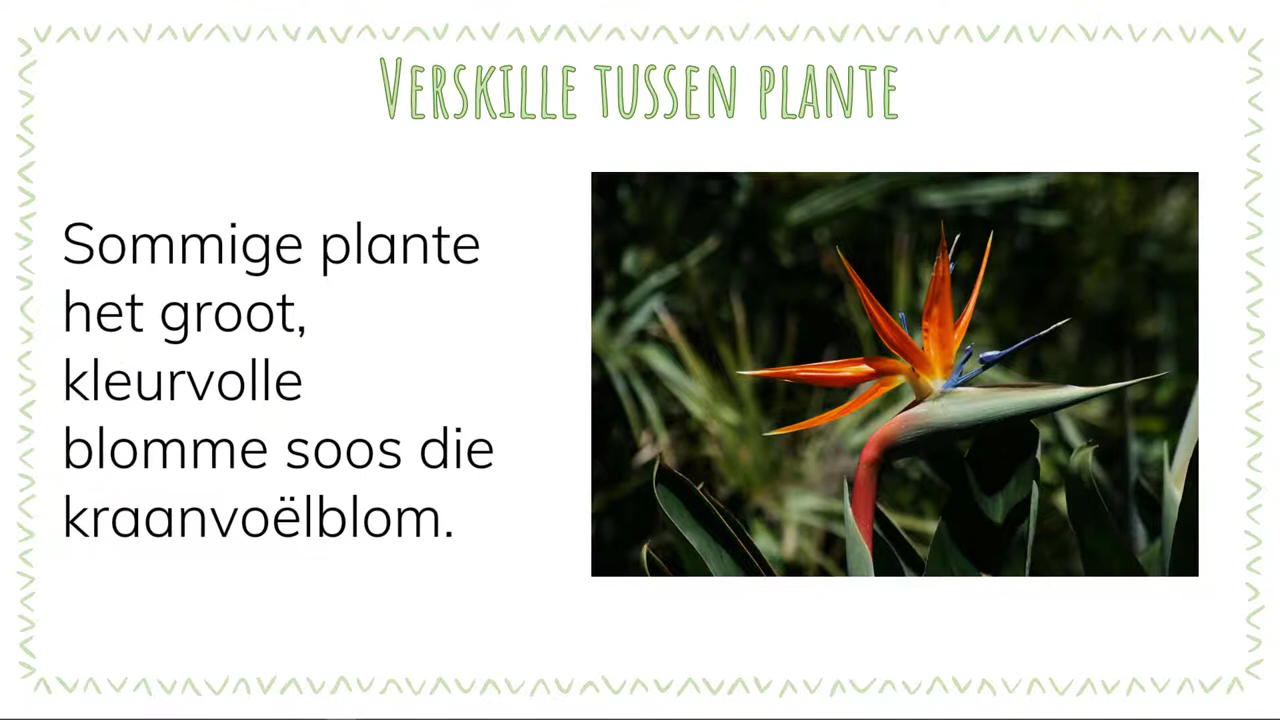 Verskille tussen plante
Sommige plante
het groot,
kleurvolle
blomme soos die
kraanvoëlblom.